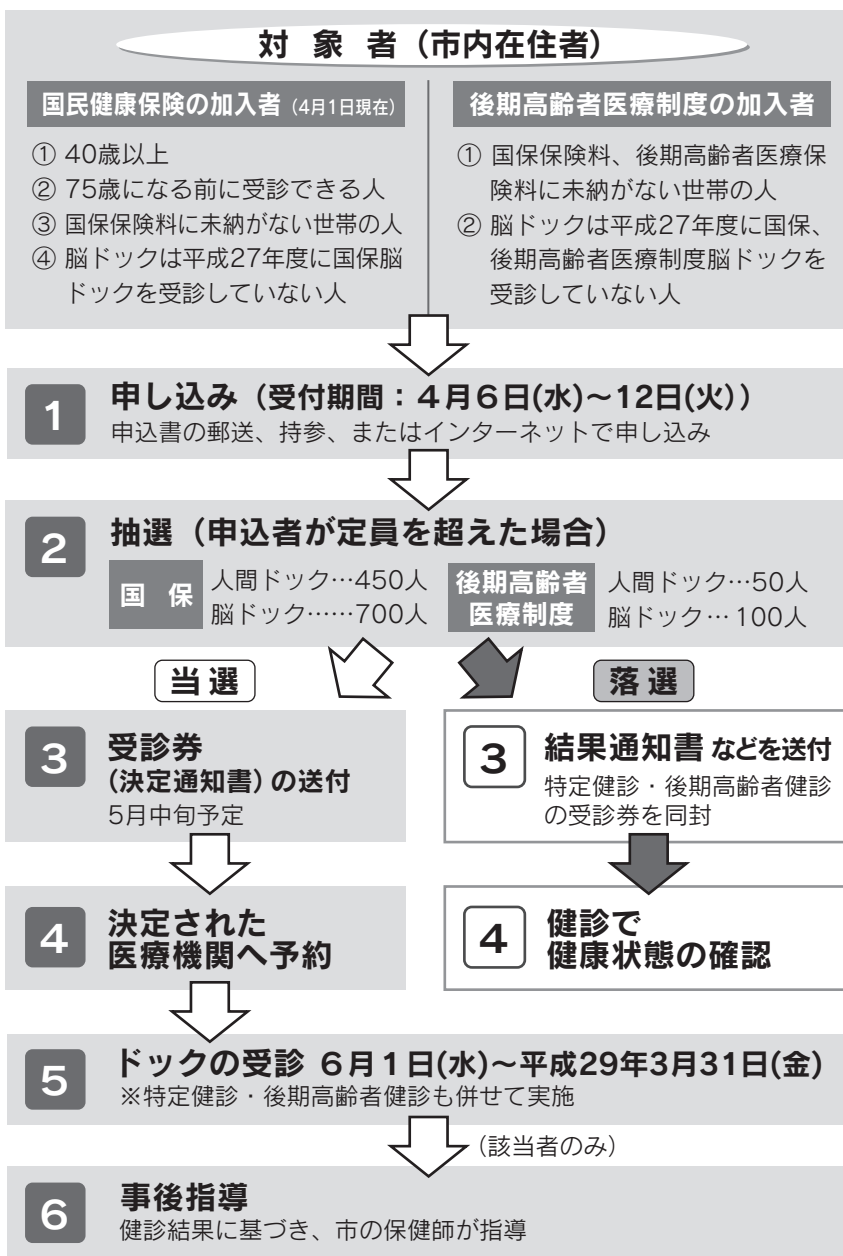 対象者（市内在住者）
国民健康保険の加入者（4月1日現在）
① 40歳以上
② 75歳になる前に受診できる人
③ 国保保険料に未納がない世帯の人
④ 脳ドックは平成27年度に国保脳
ドックを受診していない人
後期高齢者医療制度の加入者
① 国保保険料、後期高齢者医療保
険料に未納がない世帯の人
② 脳ドックは平成27年度に国保、
後期高齢者医療制度脳ドックを
受診していない人
1 申し込み（受付期間：４月６日(水)～12日(火)）
申込書の郵送、持参、またはインターネットで申し込み
2 抽選（申込者が定員を超えた場合）
国保
人間ドック…450人
脳ドック……700人
後期高齢者
医療制度
人間ドック…50人
脳ドック…100人
当選
3 受診券
（決定通知書）の送付
5月中旬予定
4 決定された
医療機関へ予約
落選
3 結果通知書などを送付
特定健診・後期高齢者健診
の受診券を同封
4 健診で
健康状態の確認
5 ドックの受診 ６月１日(水)～平成29年3月31日(金)
※特定健診・後期高齢者健診も併せて実施
（該当者のみ）
6 事後指導
健診結果に基づき、市の保健師が指導